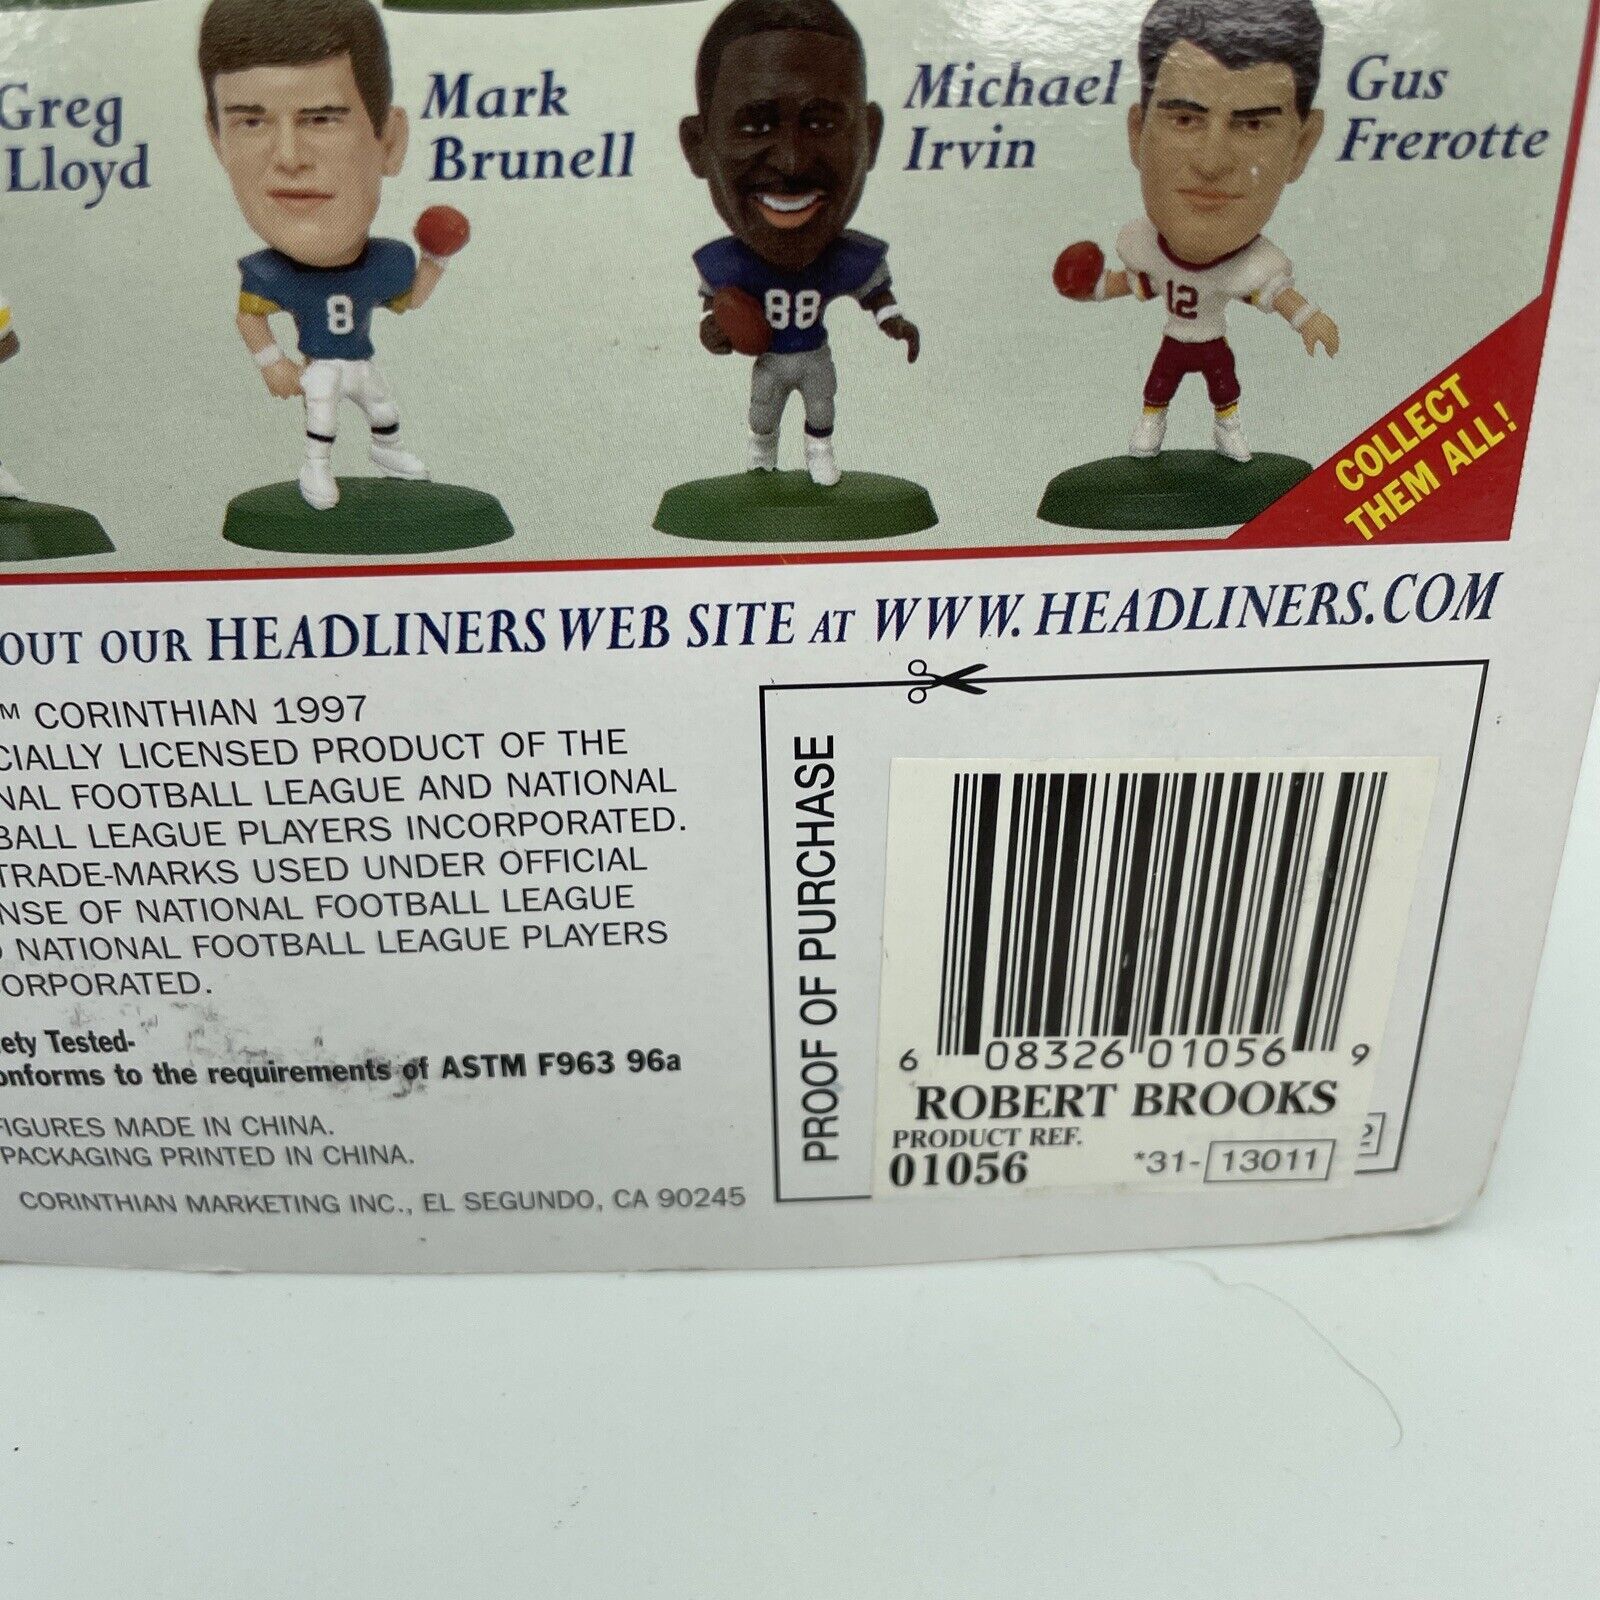 Greg
Lloyd
Mark
Brunell
Michael
Irvin
Gus
Frerotte
8
88
12
COLLECT
THEM ALL!
OUT OUR HEADLINERS WEB SITE AT WWW.HEADLINERS.COM
™ CORINTHIAN 1997
CIALLY LICENSED PRODUCT OF THE
NAL FOOTBALL LEAGUE AND NATIONAL
BALL LEAGUE PLAYERS INCORPORATED.
TRADE-MARKS USED UNDER OFFICIAL
NSE OF NATIONAL FOOTBALL LEAGUE
NATIONAL FOOTBALL LEAGUE PLAYERS
ORPORATED.
ety Tested-
onforms to the requirements of ASTM F963 96a
FIGURES MADE IN CHINA.
PACKAGING PRINTED IN CHINA.
CORINTHIAN MARKETING INC., EL SEGUNDO, CA 90245
PROOF OF PURCHASE
6 08326 01056 9
ROBERT BROOKS
PRODUCT REF.
01056
*31-13011